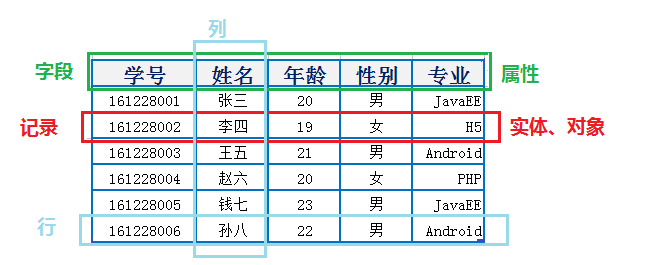 列
字段 学号 姓名 年龄 性别 专业 属性
161228001 张三 20 男 JavaEE
记录 161228002 李四 19 女 H5 实体、对象
161228003 王五 21 男 Android
161228004 赵六 20 女 PHP
161228005 钱七 23 男 JavaEE
行 161228006 孙八 22 男 Android